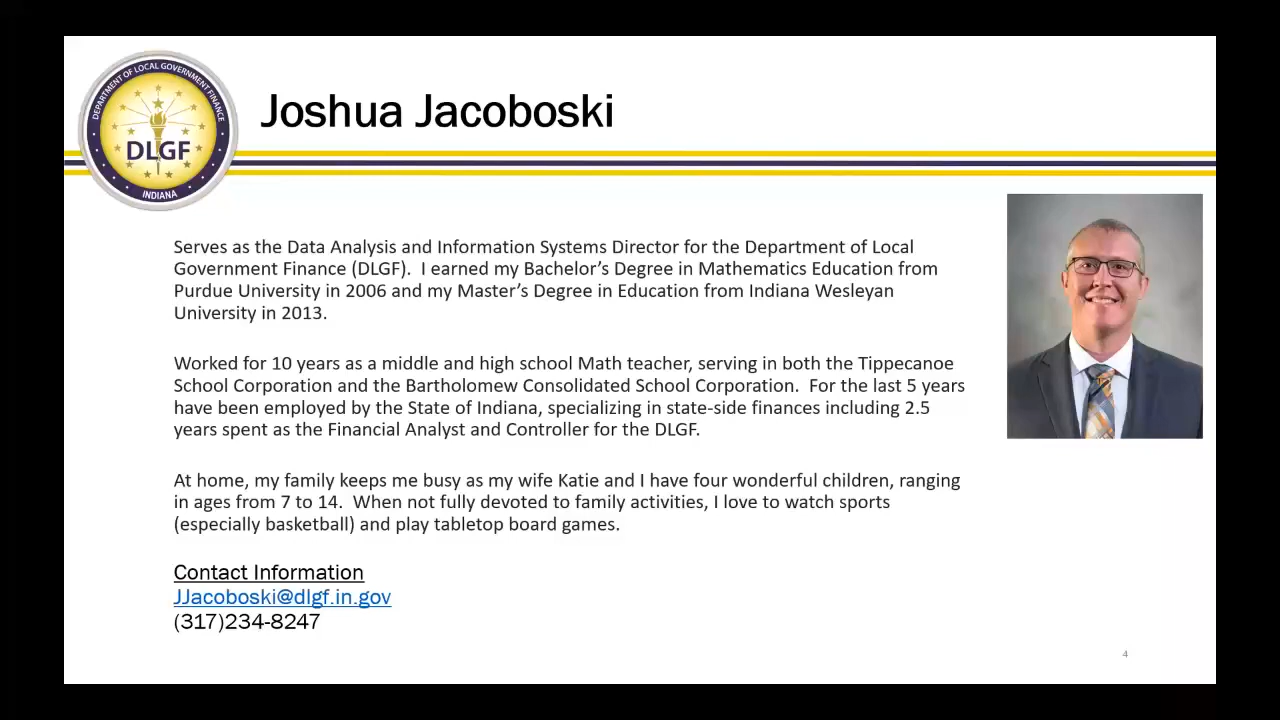 DEPARTMENT OF LOCAL GOVERNMENT FINANCE
DLGF
INDIANA
Joshua Jacoboski
Serves as the Data Analysis and Information Systems Director for the Department of Local
Government Finance (DLGF).  I earned my Bachelor’s Degree in Mathematics Education from
Purdue University in 2006 and my Master’s Degree in Education from Indiana Wesleyan
University in 2013.
Worked for 10 years as a middle and high school Math teacher, serving in both the Tippecanoe
School Corporation and the Bartholomew Consolidated School Corporation.  For the last 5 years
have been employed by the State of Indiana, specializing in state-side finances including 2.5
years spent as the Financial Analyst and Controller for the DLGF.
At home, my family keeps me busy as my wife Katie and I have four wonderful children, ranging
in ages from 7 to 14.  When not fully devoted to family activities, I love to watch sports
(especially basketball) and play tabletop board games.
Contact Information
JJacoboski@dlgf.in.gov
(317)234-8247
4